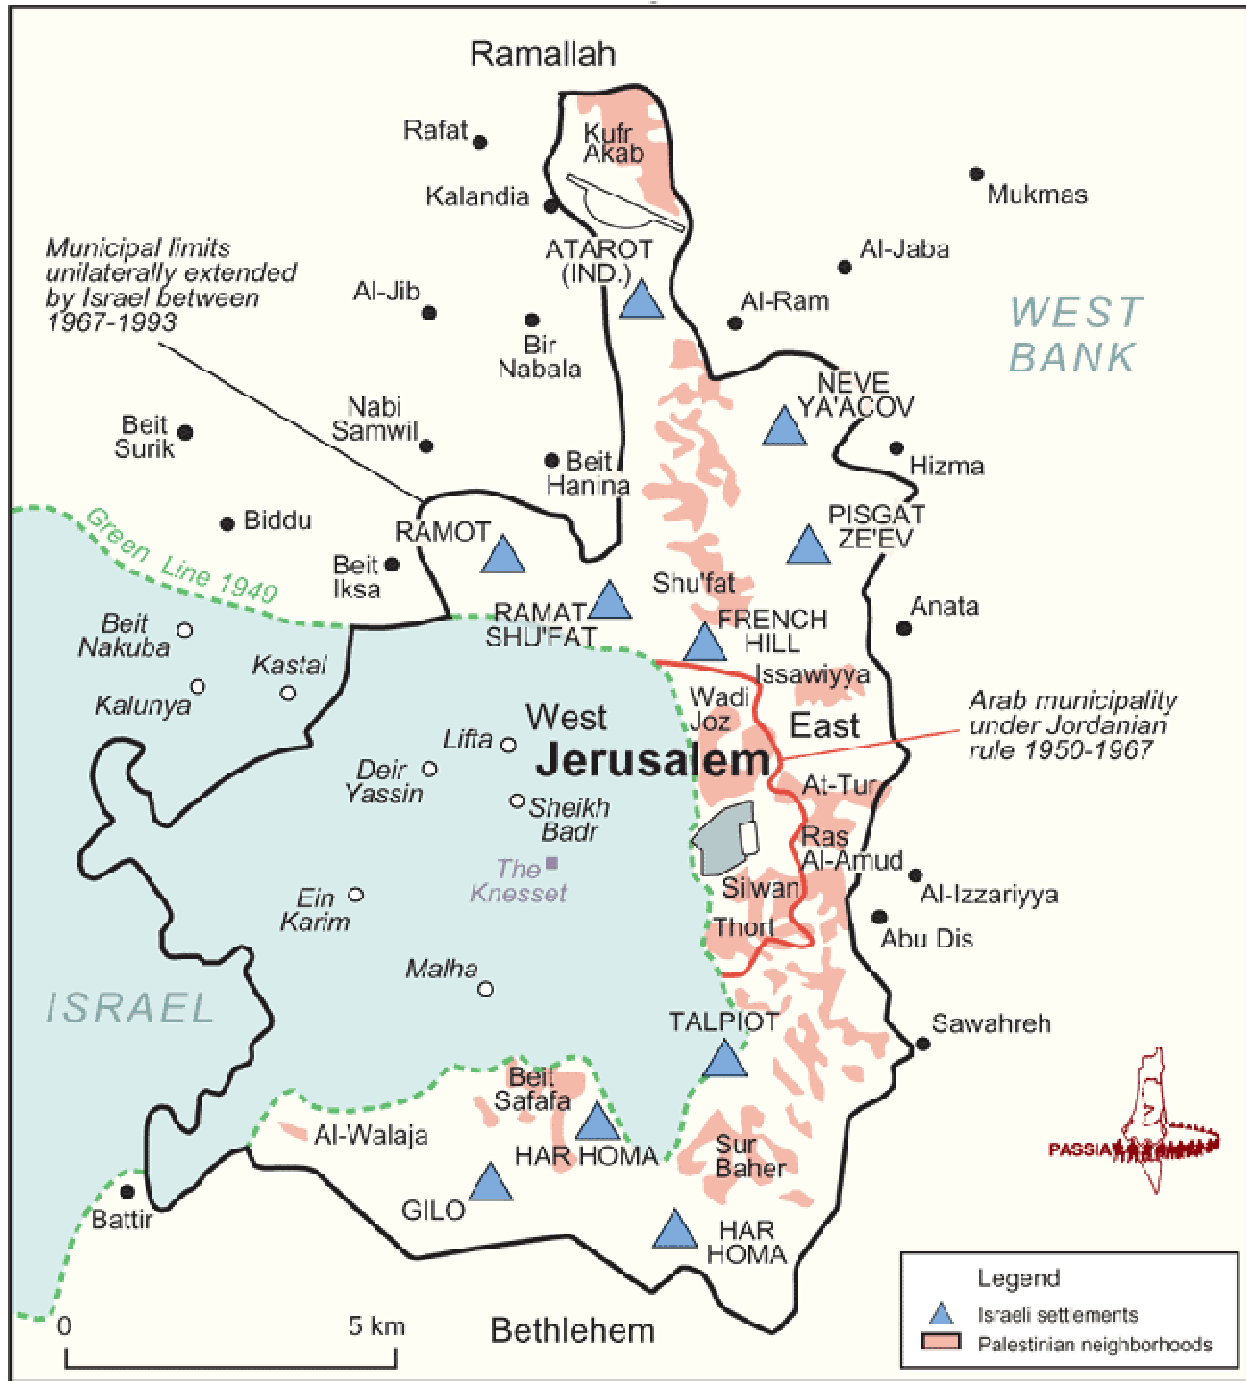 Ramallah
Rafat
Kufr
Akab
Kalandia
Mukmas
Municipal limits
unilaterally extended
by Israel between
1967-1993
ATAROT
(IND.)
Al-Jaba
Al-Jib
Al-Ram
WEST
BANK
Bir
Nabala
NEVE
YA'ACOV
Nabi
Samwil
Beit
Surik
Beit
Hanina
Hizma
Green Line 1949
Biddu
RAMOT
PISGAT
ZE'EV
Beit
Iksa
Shu'fat
Anata
Beit
Nakuba
RAMAT
SHU'FAT
FRENCH
HILL
Kastal
Issawiyya
Kalunya
Wadi
Joz
Arab municipality
under Jordanian
rule 1950-1967
West
East
Jerusalem
Lifta
Deir
Yassin
At-Tur
Sheikh
Badr
Ras
Al-Amud
The
Knesset
Silwan
Al-Izzariyya
Ein
Karim
Thori
Abu Dis
Malha
ISRAEL
TALPIOT
Sawahreh
Beit
Safafa
Al-Walaja
HAR HOMA
Sur
Baher
PASSIA
GILO
Battir
HAR
HOMA
Legend
Israeli settlements
Palestinian neighborhoods
0
5 km
Bethlehem